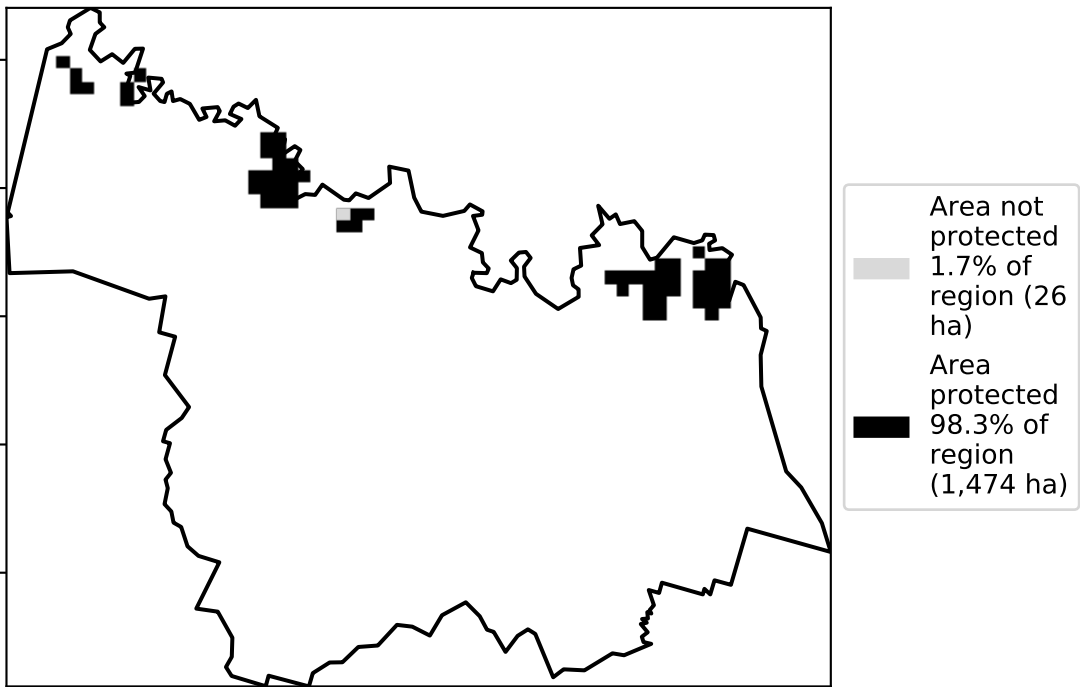 Area not
protected
1.7% of
region (26
ha)
Area
protected
98.3% of
region
(1,474 ha)